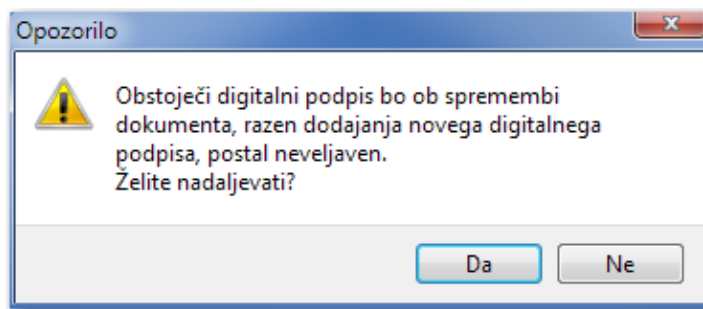 Opozorilo
Obstoječi digitalni podpis bo ob spremembi
dokumenta, razen dodajanja novega digitalnega
podpisa, postal neveljaven.
Želite nadaljevati?
Da
Ne